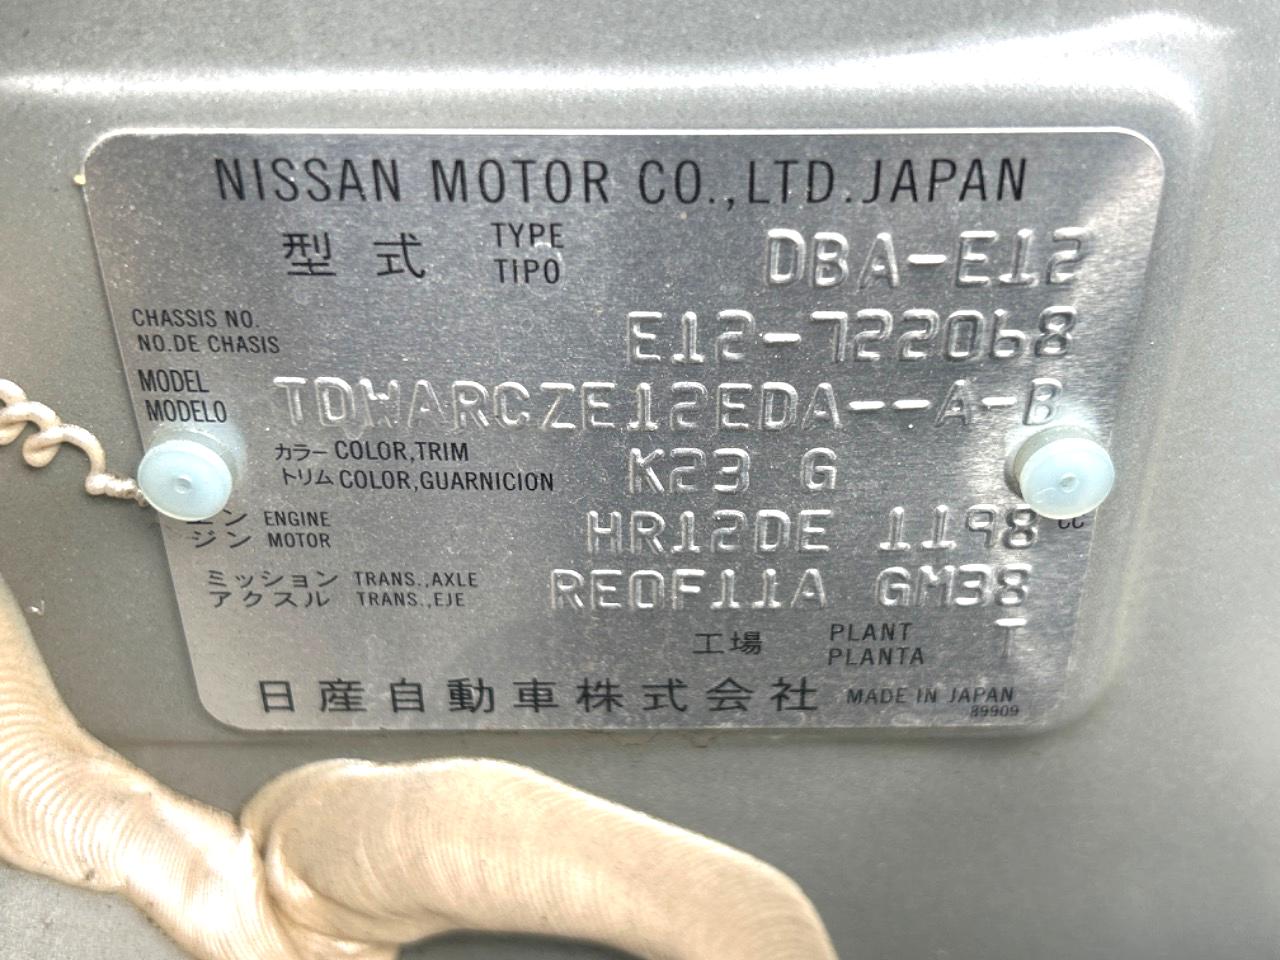 NISSAN MOTOR CO.,LTD.JAPAN
型式 TYPE TIPO DBA-E12
CHASSIS NO. NO.DE CHASIS E12-722068
MODEL MODELO TDWARCZE12EDA--A-B
カラー COLOR,TRIM トリム COLOR,GUARNICION K23 G
エンジン ENGINE MOTOR HR12DE 1198 cc
ミッション TRANS.,AXLE アクスル TRANS.,EJE RE0F11A GM38
工場 PLANT PLANTA T
日産自動車株式会社 MADE IN JAPAN
89909